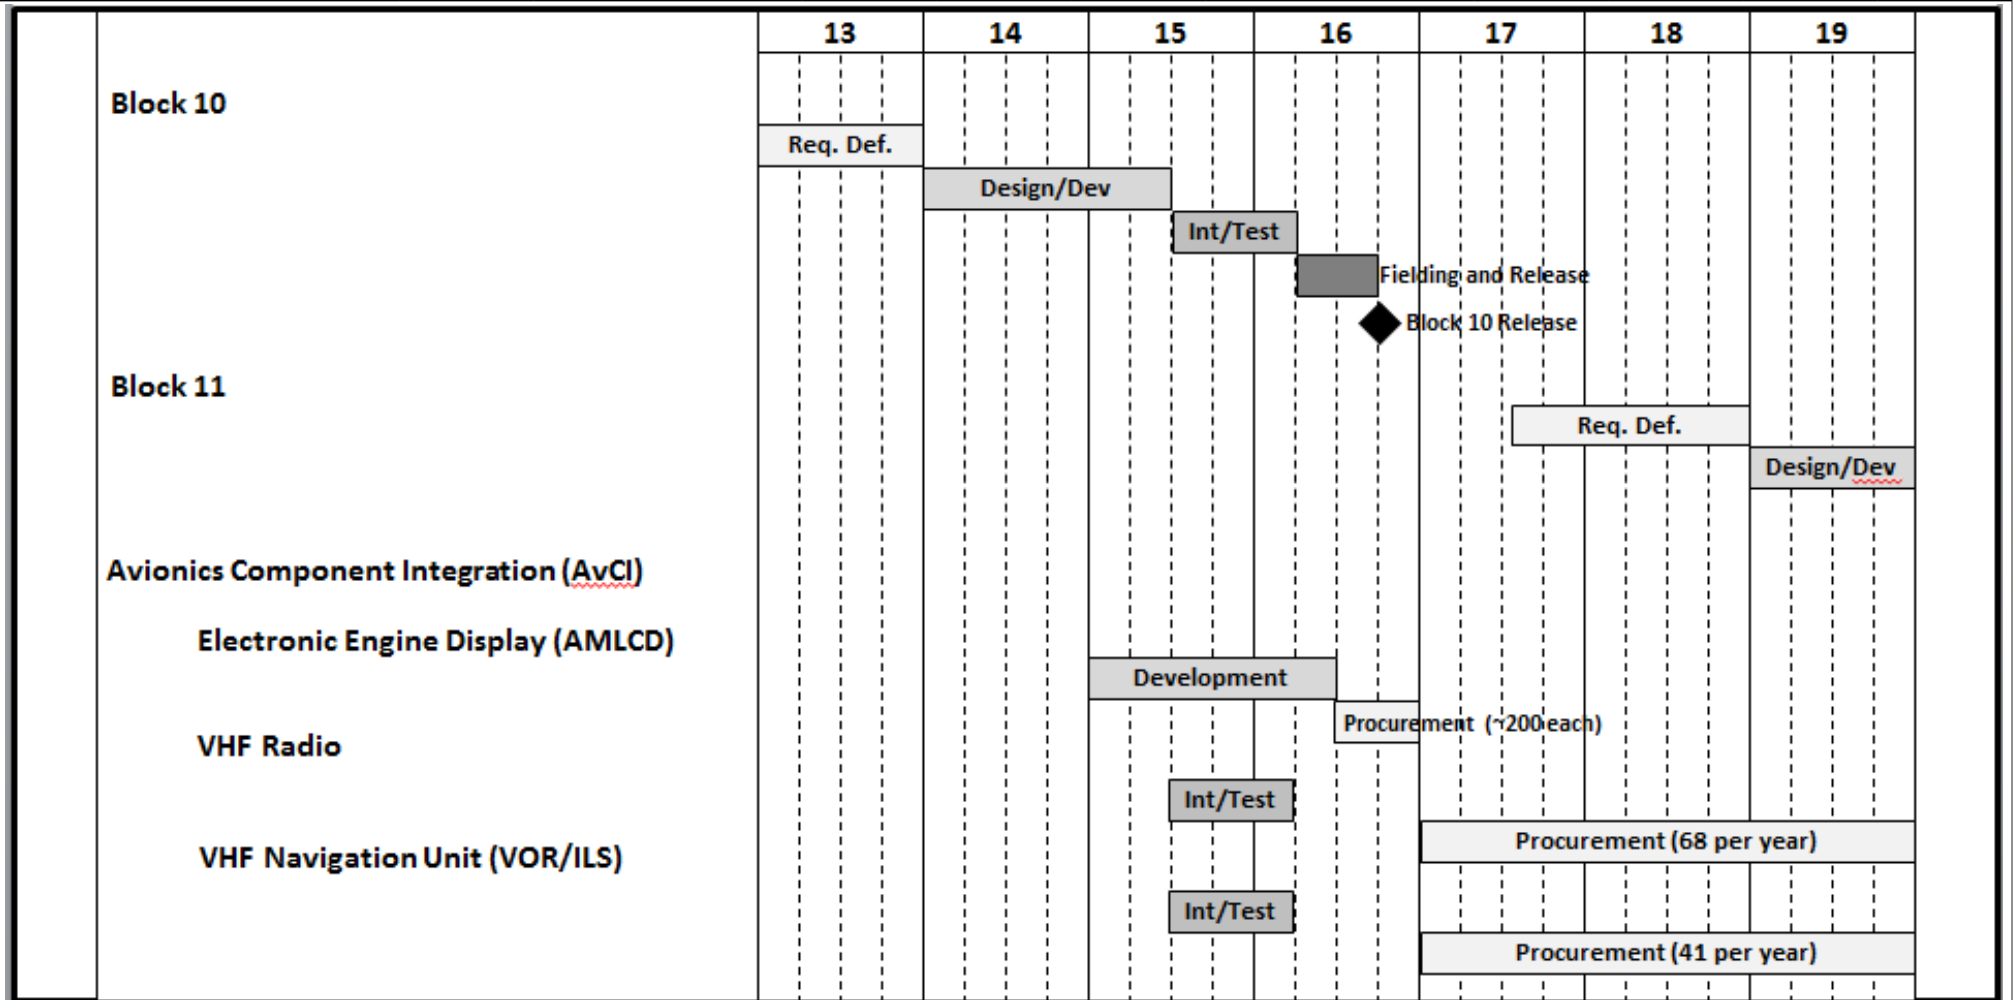 13 14 15 16 17 18 19
Block 10
Req. Def.
Design/Dev
Int/Test
Fielding and Release
Block 10 Release
Block 11
Req. Def.
Design/Dev
Avionics Component Integration (AvCI)
Electronic Engine Display (AMLCD)
Development
Procurement (~200 each)
VHF Radio
Int/Test
Procurement (68 per year)
VHF Navigation Unit (VOR/ILS)
Int/Test
Procurement (41 per year)